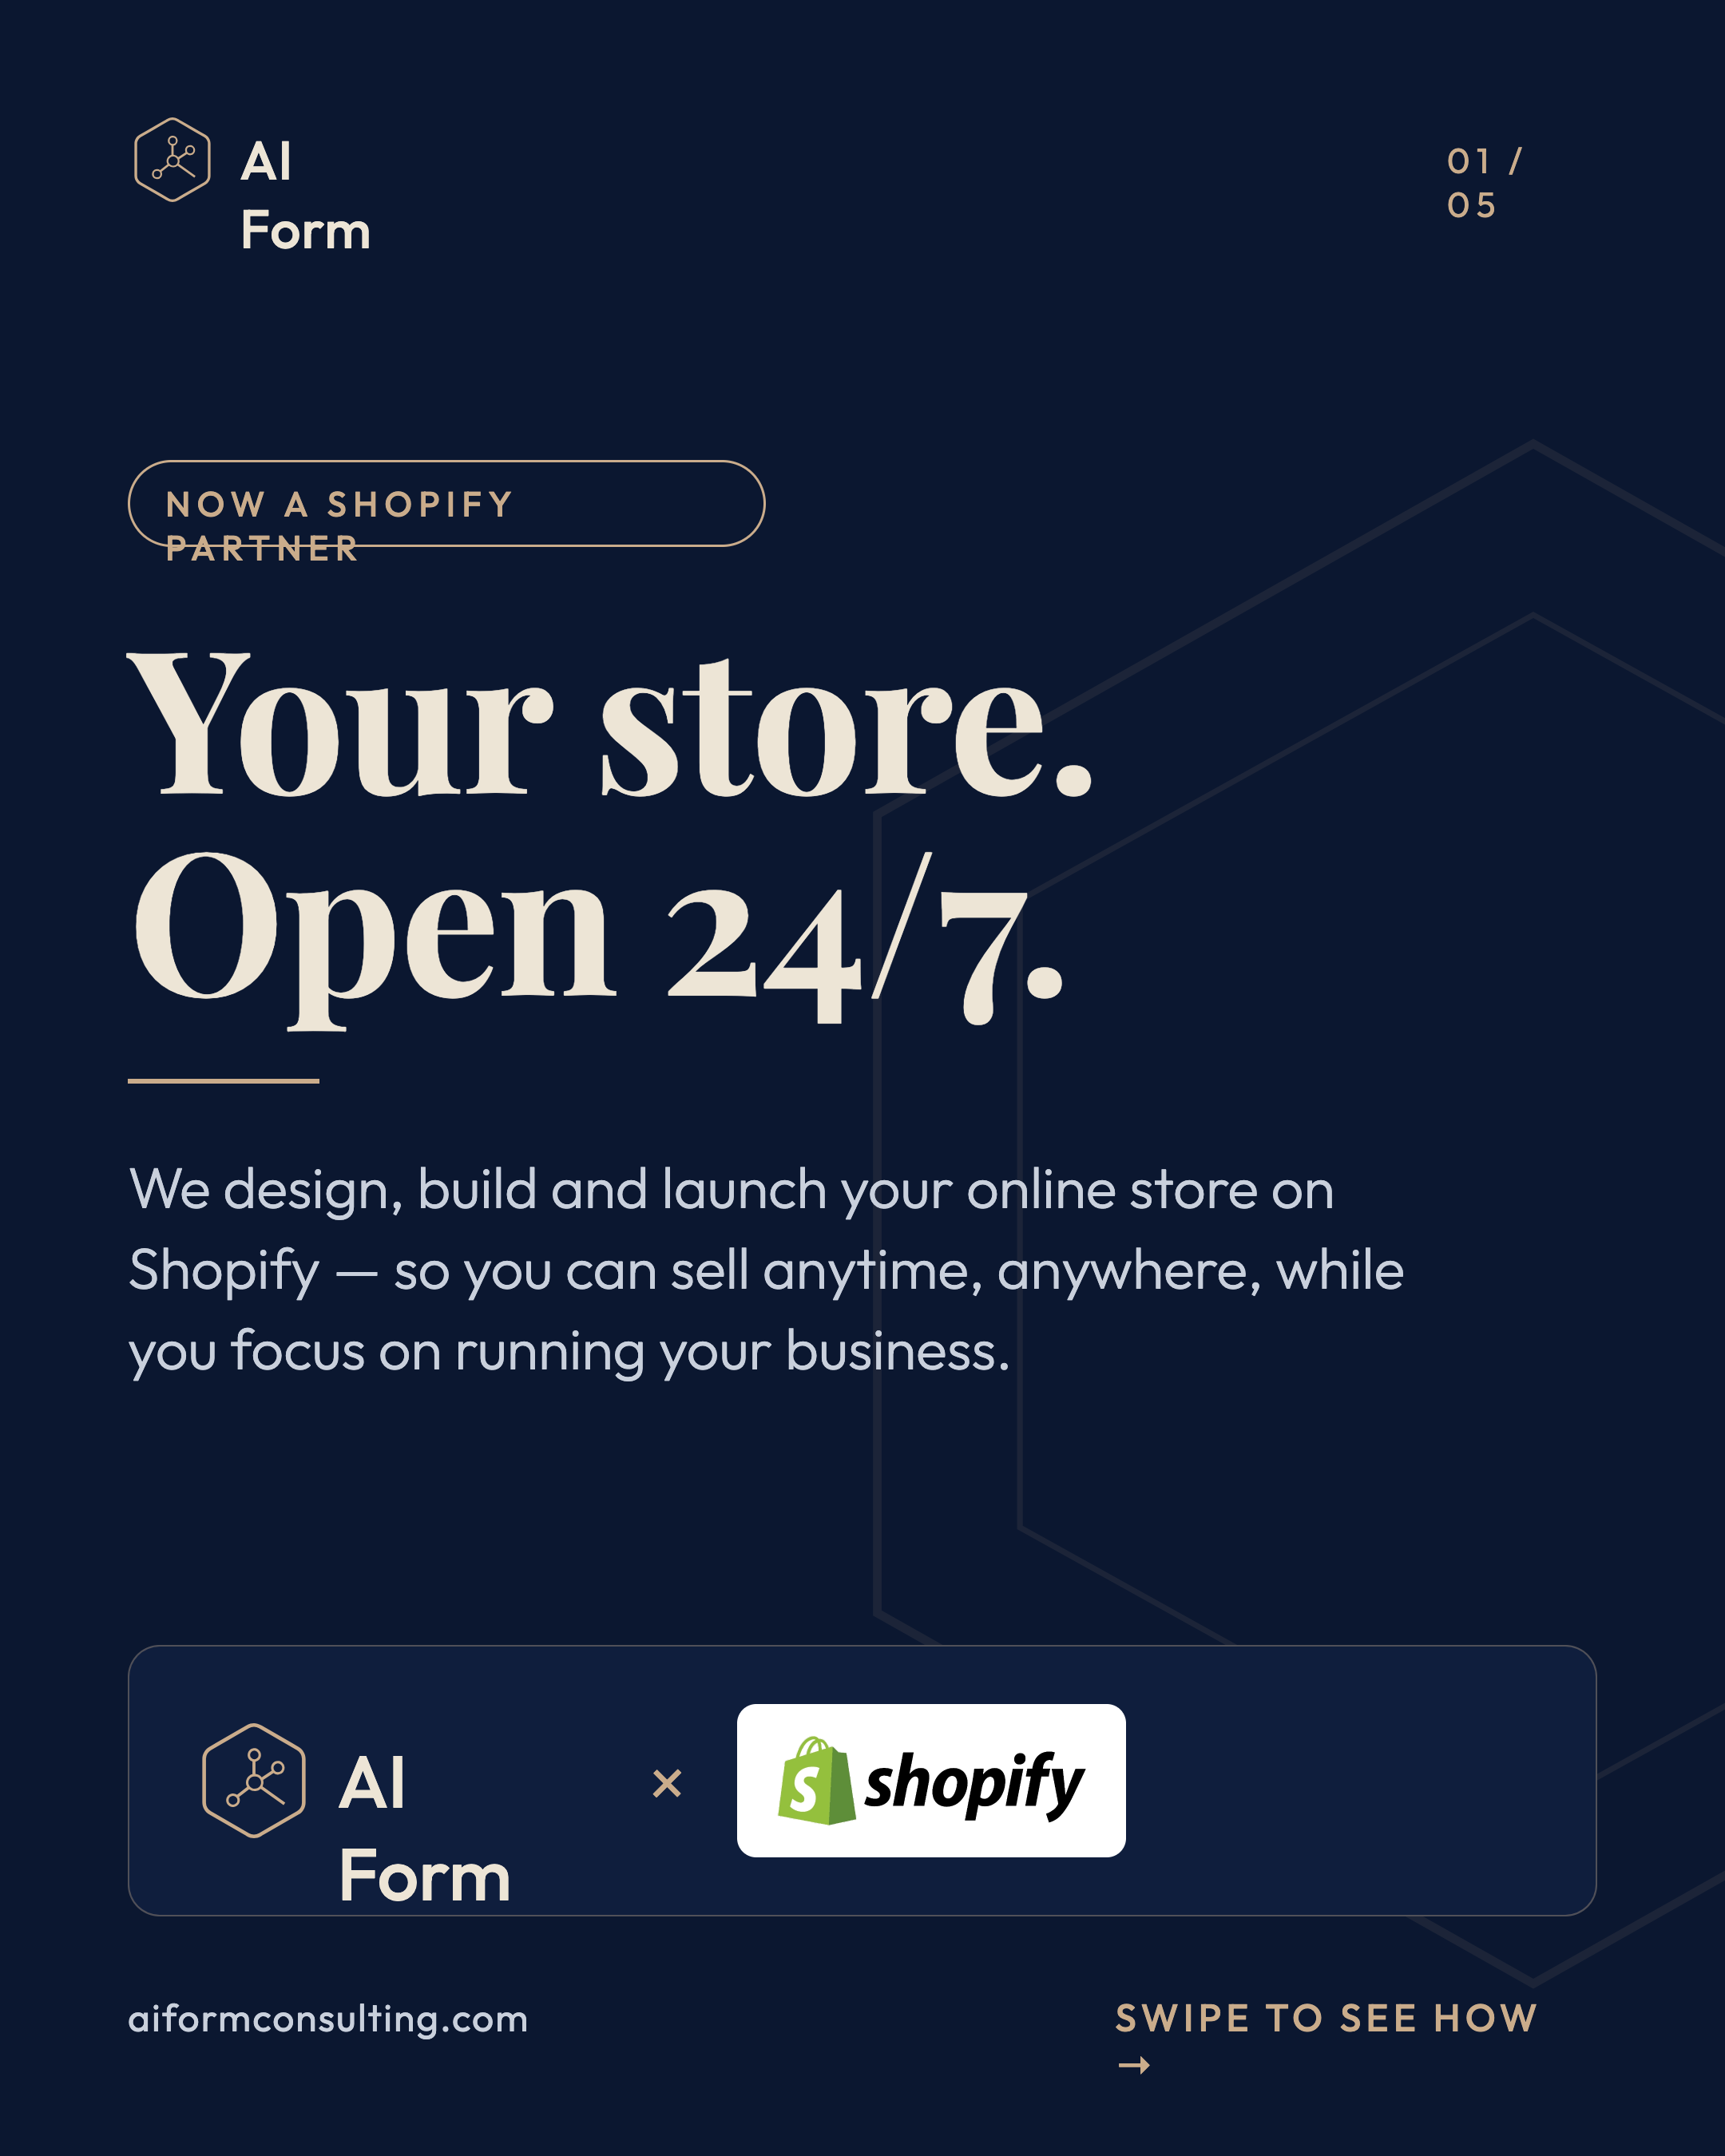 AI
Form
01 /
05
NOW A SHOPIFY
PARTNER
Your store.
Open 24/7.
We design, build and launch your online store on
Shopify — so you can sell anytime, anywhere, while
you focus on running your business.
AI
Form
×
shopify
aiformconsulting.com
SWIPE TO SEE HOW
→